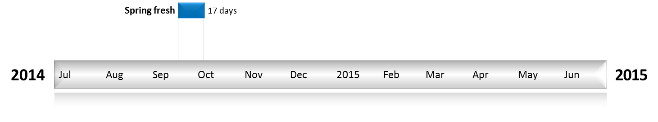 Spring fresh 17 days
2014 Jul Aug Sep Oct Nov Dec 2015 Feb Mar Apr May Jun 2015